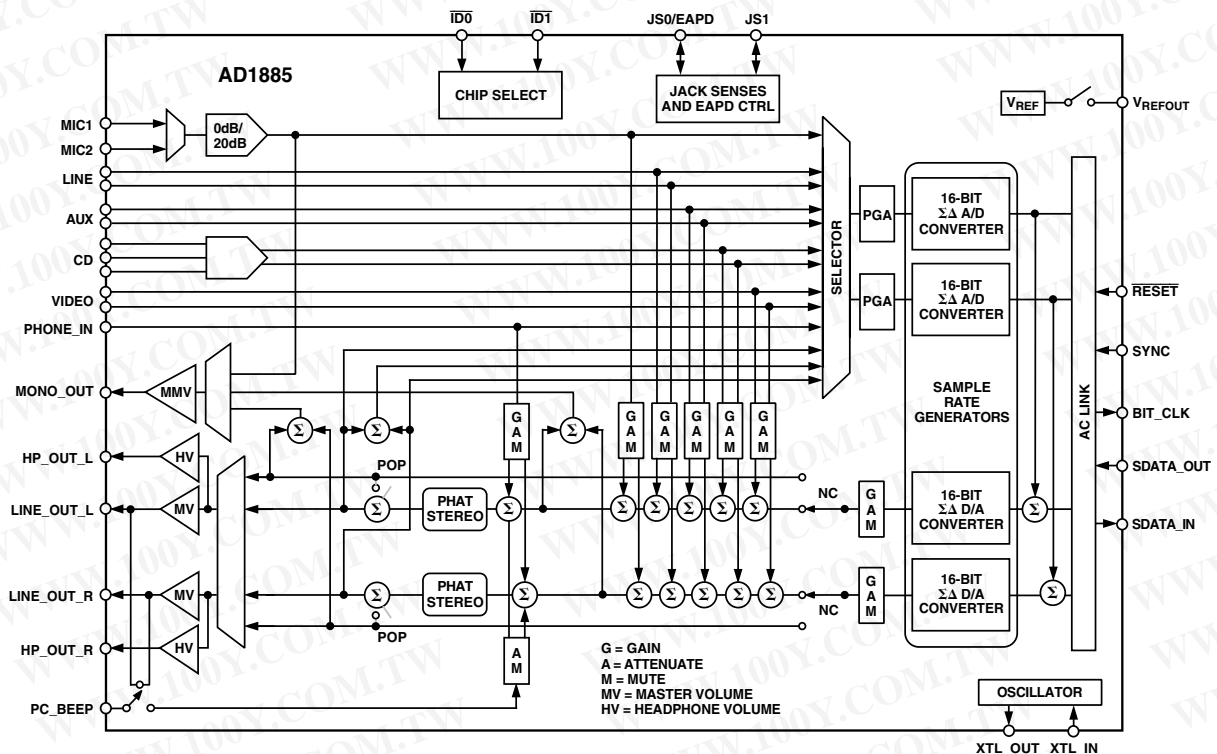 ID0
ID1
JS0/EAPD
JS1
AD1885
CHIP SELECT
JACK SENSES
AND EAPD CTRL
VREF
VREFOUT
MIC1
MIC2
0dB/
20dB
LINE
AUX
CD
VIDEO
PHONE_IN
SELECTOR
PGA
PGA
16-BIT
ΣΔ A/D
CONVERTER
16-BIT
ΣΔ A/D
CONVERTER
SAMPLE
RATE
GENERATORS
AC LINK
RESET
SYNC
BIT_CLK
SDATA_OUT
SDATA_IN
MONO_OUT
MMV
Σ
Σ
Σ
G
A
M
G
A
M
G
A
M
G
A
M
G
A
M
G
A
M
HP_OUT_L
HV
LINE_OUT_L
MV
POP
Σ
PHAT
STEREO
Σ
Σ
Σ
Σ
Σ
Σ
NC
G
A
M
16-BIT
ΣΔ D/A
CONVERTER
Σ
LINE_OUT_R
MV
Σ
POP
PHAT
STEREO
Σ
Σ
Σ
Σ
Σ
Σ
NC
G
A
M
16-BIT
ΣΔ D/A
CONVERTER
Σ
HP_OUT_R
HV
A
M
PC_BEEP
G = GAIN
A = ATTENUATE
M = MUTE
MV = MASTER VOLUME
HV = HEADPHONE VOLUME
OSCILLATOR
XTL_OUT
XTL_IN
WWW.100Y.COM.TW